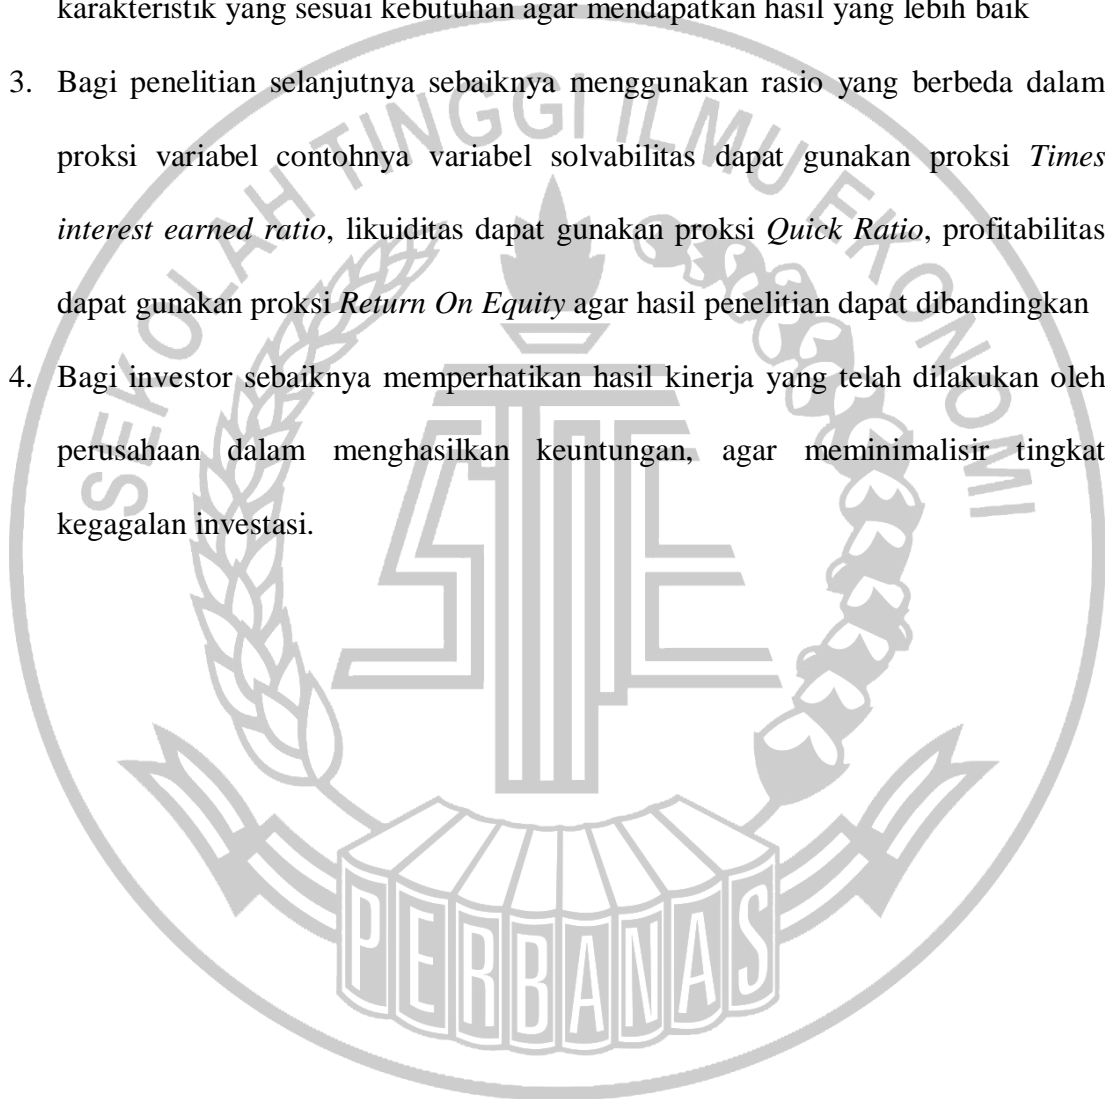 karakteristik yang sesuai kebutuhan agar mendapatkan hasil yang lebih baik
3. Bagi penelitian selanjutnya sebaiknya menggunakan rasio yang berbeda dalam
proksi variabel contohnya variabel solvabilitas dapat gunakan proksi Times
interest earned ratio, likuiditas dapat gunakan proksi Quick Ratio, profitabilitas
dapat gunakan proksi Return On Equity agar hasil penelitian dapat dibandingkan
4. Bagi investor sebaiknya memperhatikan hasil kinerja yang telah dilakukan oleh
perusahaan dalam menghasilkan keuntungan, agar meminimalisir tingkat
kegagalan investasi.
SEKOLAH TINGGI ILMU EKONOMI
PERBANAS